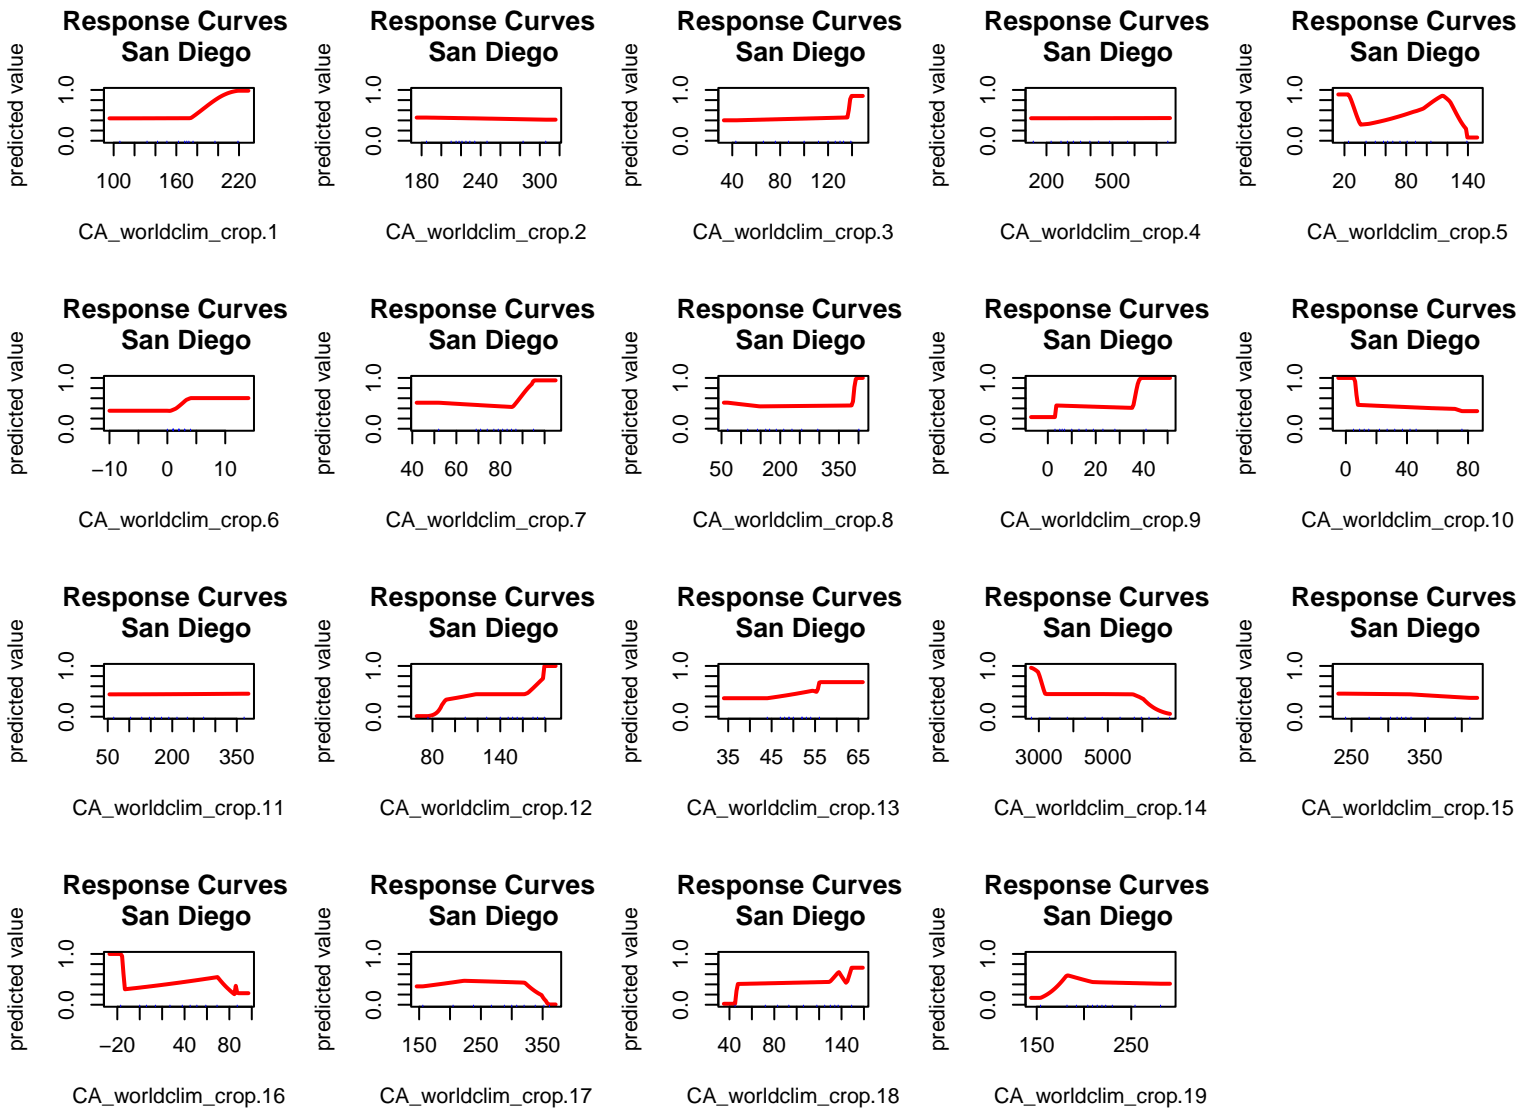 Response Curves
San Diego
predicted value
0.0 1.0
100 160 220
CA_worldclim_crop.1
Response Curves
San Diego
predicted value
0.0 1.0
180 240 300
CA_worldclim_crop.2
Response Curves
San Diego
predicted value
0.0 1.0
40 80 120
CA_worldclim_crop.3
Response Curves
San Diego
predicted value
0.0 1.0
200 500
CA_worldclim_crop.4
Response Curves
San Diego
predicted value
0.0 1.0
20 80 140
CA_worldclim_crop.5
Response Curves
San Diego
predicted value
0.0 1.0
−10 0 10
CA_worldclim_crop.6
Response Curves
San Diego
predicted value
0.0 1.0
40 60 80
CA_worldclim_crop.7
Response Curves
San Diego
predicted value
0.0 1.0
50 200 350
CA_worldclim_crop.8
Response Curves
San Diego
predicted value
0.0 1.0
0 20 40
CA_worldclim_crop.9
Response Curves
San Diego
predicted value
0.0 1.0
0 40 80
CA_worldclim_crop.10
Response Curves
San Diego
predicted value
0.0 1.0
50 200 350
CA_worldclim_crop.11
Response Curves
San Diego
predicted value
0.0 1.0
80 140
CA_worldclim_crop.12
Response Curves
San Diego
predicted value
0.0 1.0
35 45 55 65
CA_worldclim_crop.13
Response Curves
San Diego
predicted value
0.0 1.0
3000 5000
CA_worldclim_crop.14
Response Curves
San Diego
predicted value
0.0 1.0
250 350
CA_worldclim_crop.15
Response Curves
San Diego
predicted value
0.0 1.0
−20 40 80
CA_worldclim_crop.16
Response Curves
San Diego
predicted value
0.0 1.0
150 250 350
CA_worldclim_crop.17
Response Curves
San Diego
predicted value
0.0 1.0
40 80 140
CA_worldclim_crop.18
Response Curves
San Diego
predicted value
0.0 1.0
150 250
CA_worldclim_crop.19